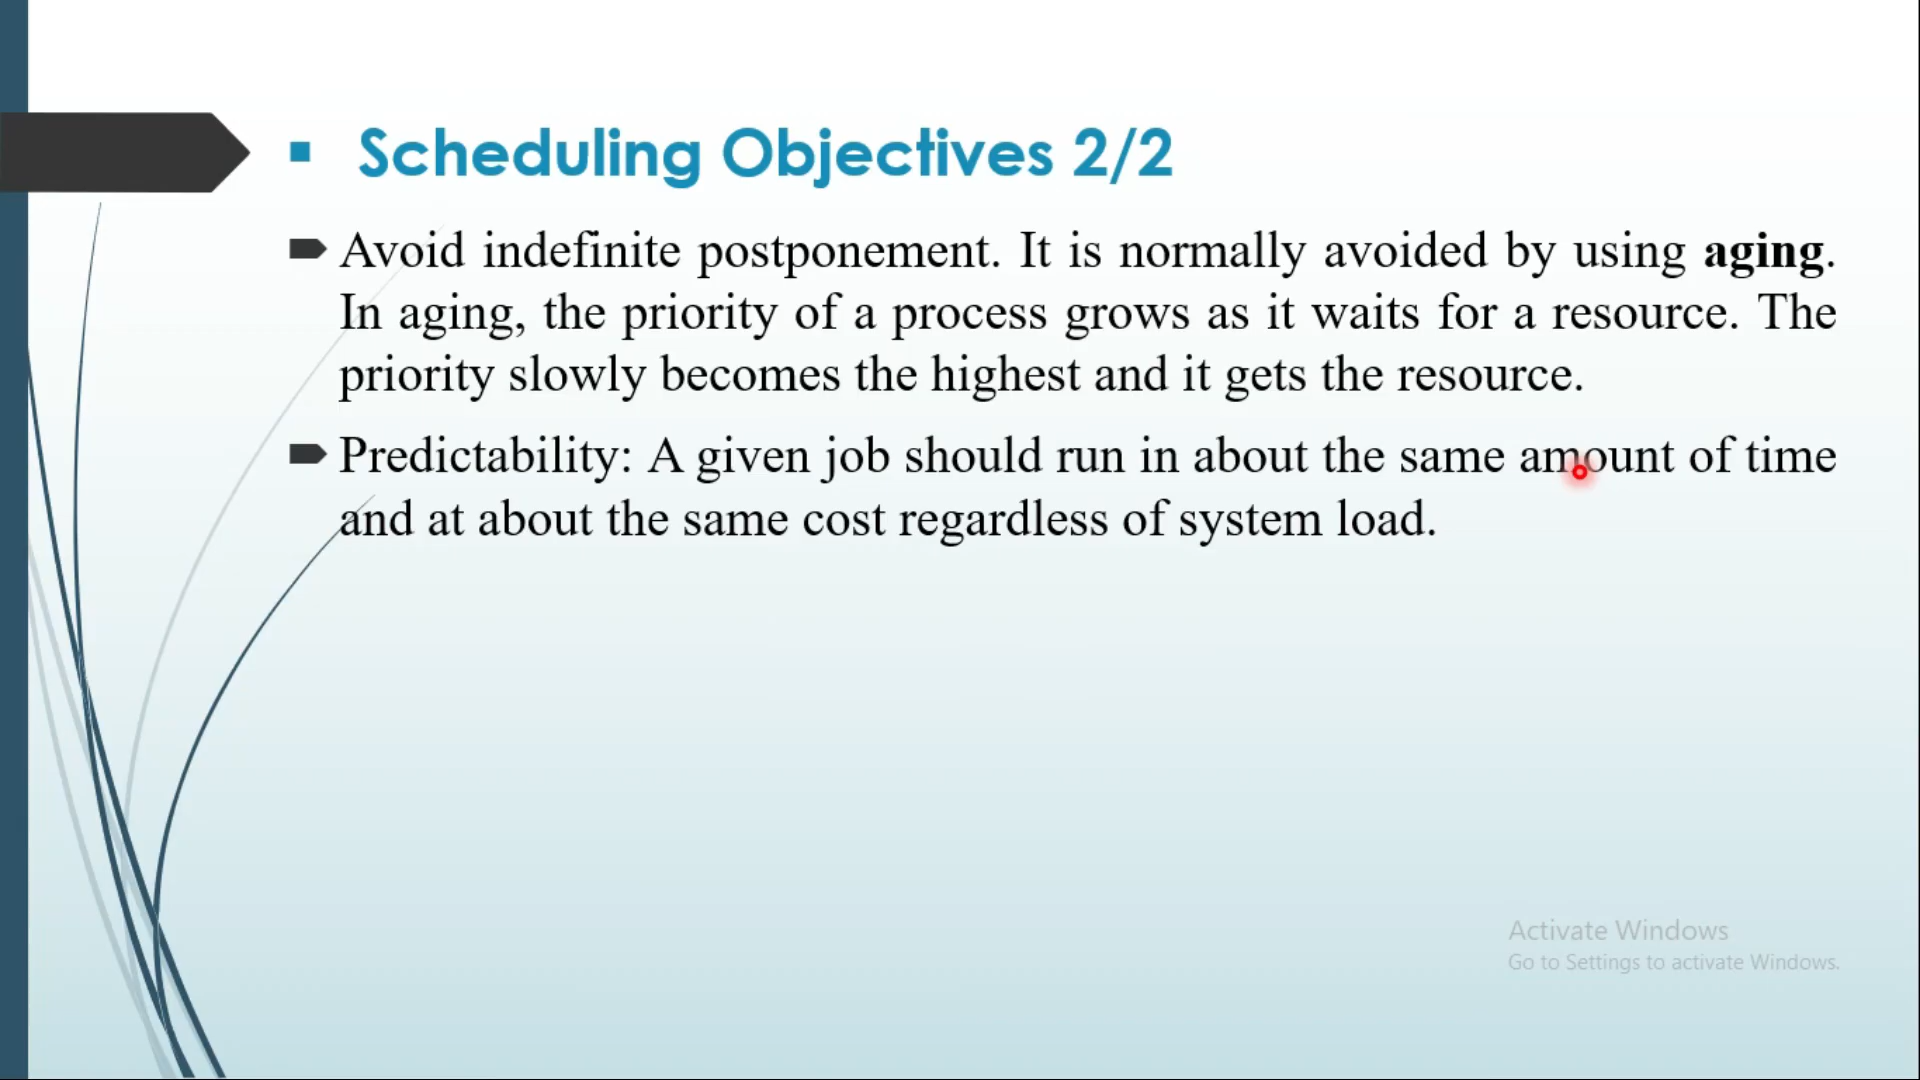 Scheduling Objectives 2/2
Avoid indefinite postponement. It is normally avoided by using aging.
In aging, the priority of a process grows as it waits for a resource. The
priority slowly becomes the highest and it gets the resource.
Predictability: A given job should run in about the same amount of time
and at about the same cost regardless of system load.
Activate Windows
Go to Settings to activate Windows.